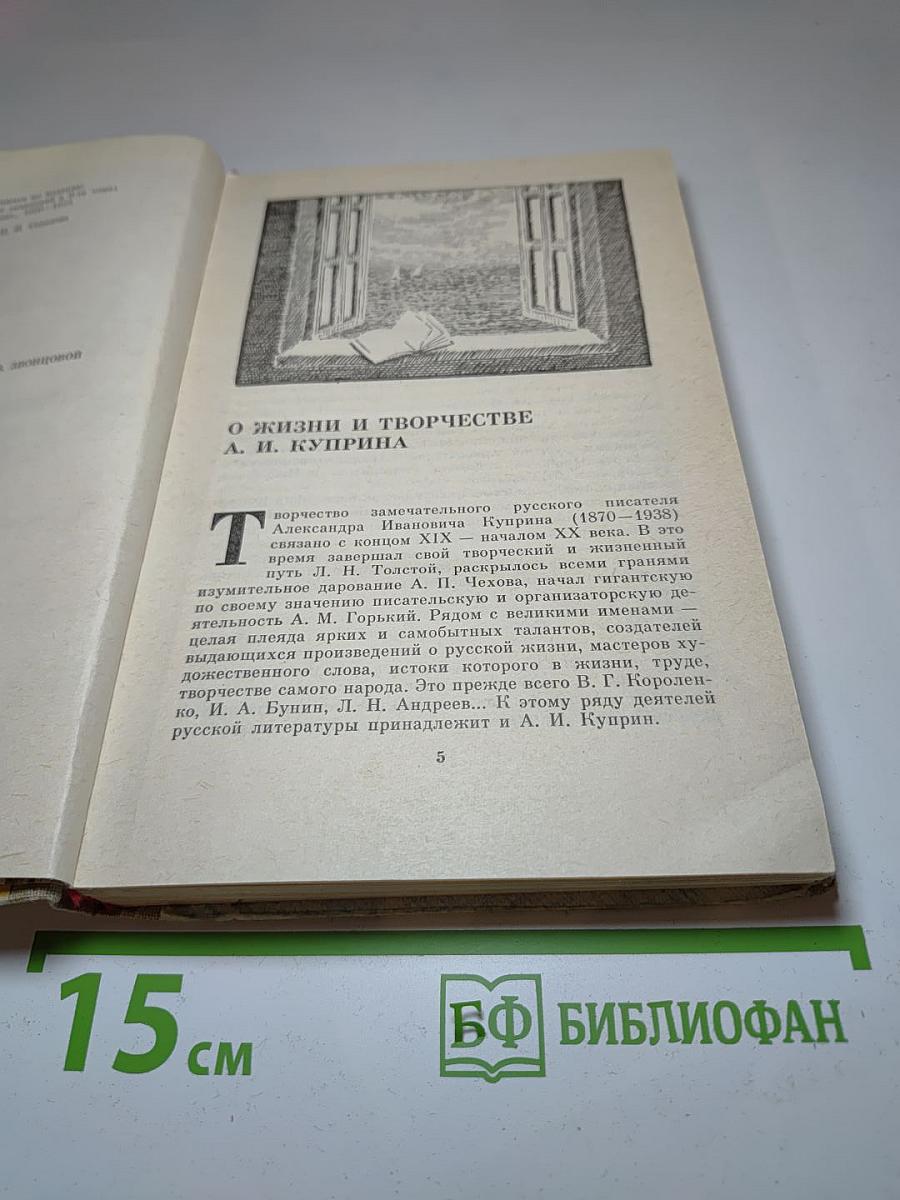 Н. И. Соколов
звонцовой
О ЖИЗНИ И ТВОРЧЕСТВЕ
А. И. КУПРИНА
Творчество замечательного русского писателя
Александра Ивановича Куприна (1870—1938)
связано с концом XIX — началом XX века. В это
время завершал свой творческий и жизненный
путь Л. Н. Толстой, раскрылось всеми гранями
изумительное дарование А. П. Чехова, начал гигантскую
по своему значению писательскую и организаторскую де-
ятельность А. М. Горький. Рядом с великими именами —
целая плеяда ярких и самобытных талантов, создателей
выдающихся произведений о русской жизни, мастеров ху-
дожественного слова, истоки которого в жизни, труде,
творчестве самого народа. Это прежде всего В. Г. Королен-
ко, И. А. Бунин, Л. Н. Андреев... К этому ряду деятелей
русской литературы принадлежит и А. И. Куприн.
5
15 см
БФ БИБЛИОФАН